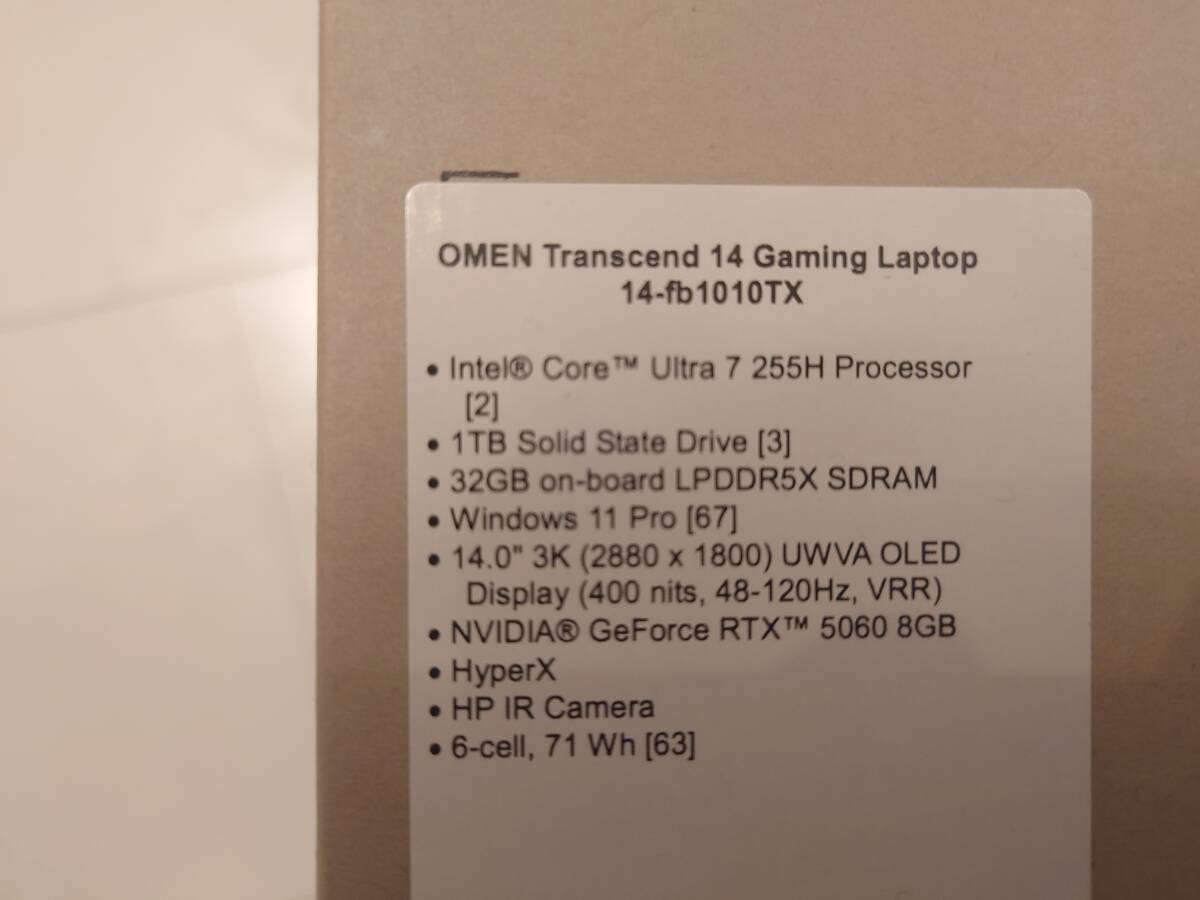 OMEN Transcend 14 Gaming Laptop
14-fb1010TX
• Intel® Core™ Ultra 7 255H Processor
[2]
• 1TB Solid State Drive [3]
• 32GB on-board LPDDR5X SDRAM
• Windows 11 Pro [67]
• 14.0" 3K (2880 x 1800) UWVA OLED
Display (400 nits, 48-120Hz, VRR)
• NVIDIA® GeForce RTX™ 5060 8GB
• HyperX
• HP IR Camera
• 6-cell, 71 Wh [63]